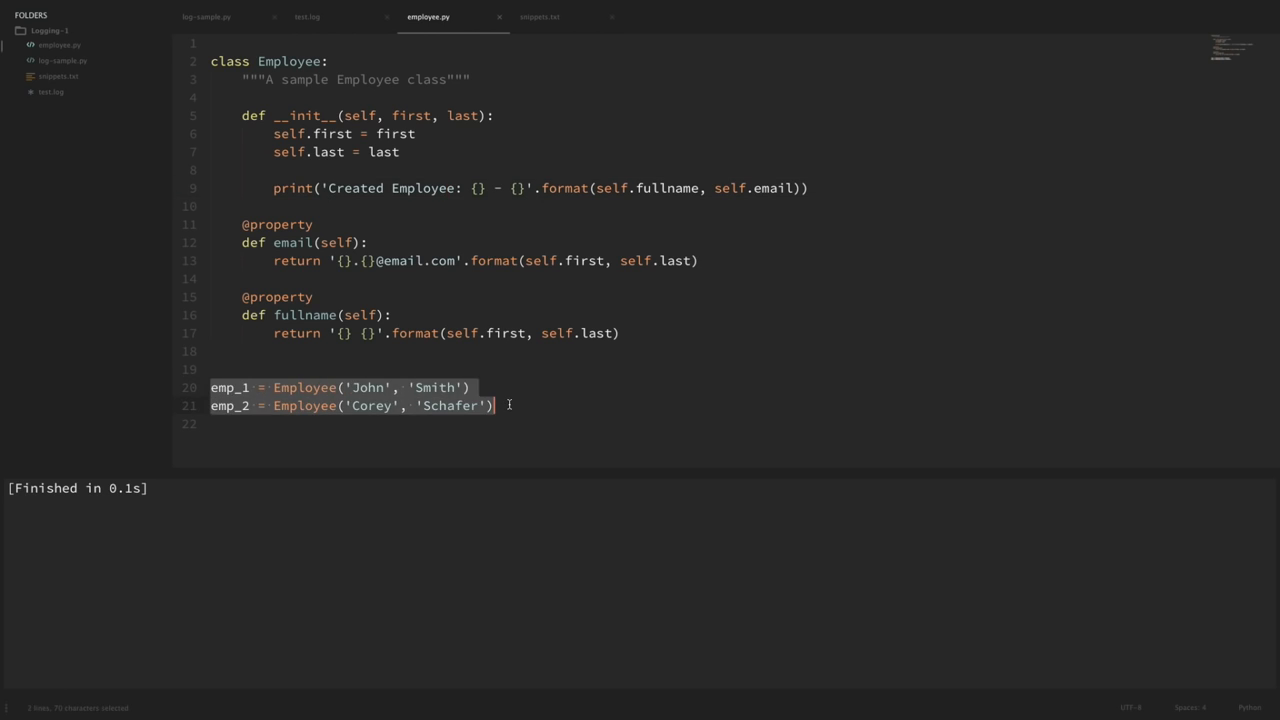 FOLDERS
Logging-1
employee.py
log-sample.py
snippets.txt
test.log
log-sample.py × test.log × employee.py × snippets.txt ×
1
2 class Employee:
3 """A sample Employee class"""
4
5 def __init__(self, first, last):
6 self.first = first
7 self.last = last
8
9 print('Created Employee: {} - {}'.format(self.fullname, self.email))
10
11 @property
12 def email(self):
13 return '{}.{}@email.com'.format(self.first, self.last)
14
15 @property
16 def fullname(self):
17 return '{} {}'.format(self.first, self.last)
18
19
20 emp_1 = Employee('John', 'Smith')
21 emp_2 = Employee('Corey', 'Schafer')
22
[Finished in 0.1s]
2 lines, 70 characters selected UTF-8 Spaces: 4 Python